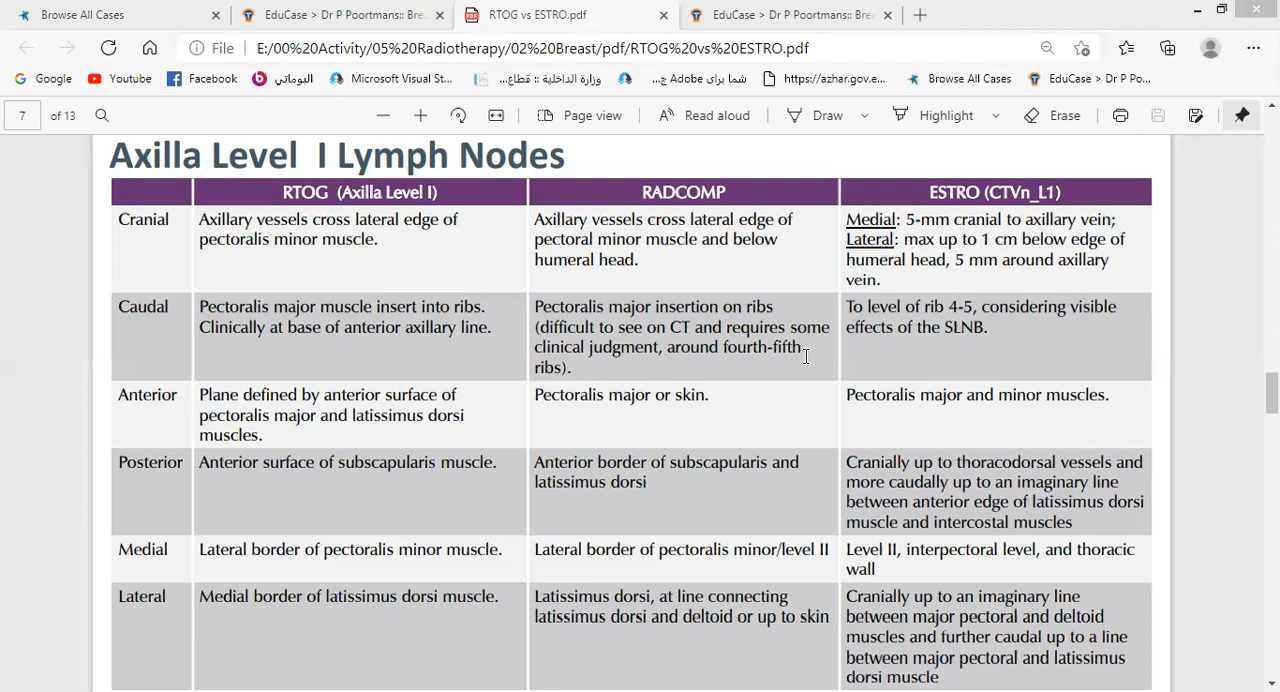 Browse All Cases
EduCase > Dr P Poortmans:: Bre
RTOG vs ESTRO.pdf
EduCase > Dr P Poortmans:: Bre
File
E:/00%20Activity/05%20Radiotherapy/02%20Breast/pdf/RTOG%20vs%20ESTRO.pdf
Google
Youtube
Facebook
اليوماتي
Microsoft Visual St...
وزارة الداخلية :: قطاع...
شما برای Adobe ج...
https://azhar.gov.e...
Browse All Cases
EduCase > Dr P Po...
7 of 13
Page view
Read aloud
Draw
Highlight
Erase
Axilla Level I Lymph Nodes
RTOG (Axilla Level I)
RADCOMP
ESTRO (CTVn_L1)
Cranial
Axillary vessels cross lateral edge of
pectoralis minor muscle.
Axillary vessels cross lateral edge of
pectoral minor muscle and below
humeral head.
Medial: 5-mm cranial to axillary vein;
Lateral: max up to 1 cm below edge of
humeral head, 5 mm around axillary
vein.
Caudal
Pectoralis major muscle insert into ribs.
Clinically at base of anterior axillary line.
Pectoralis major insertion on ribs
(difficult to see on CT and requires some
clinical judgment, around fourth-fifth
ribs).
To level of rib 4-5, considering visible
effects of the SLNB.
Anterior
Plane defined by anterior surface of
pectoralis major and latissimus dorsi
muscles.
Pectoralis major or skin.
Pectoralis major and minor muscles.
Posterior
Anterior surface of subscapularis muscle.
Anterior border of subscapularis and
latissimus dorsi
Cranially up to thoracodorsal vessels and
more caudally up to an imaginary line
between anterior edge of latissimus dorsi
muscle and intercostal muscles
Medial
Lateral border of pectoralis minor muscle.
Lateral border of pectoralis minor/level II
Level II, interpectoral level, and thoracic
wall
Lateral
Medial border of latissimus dorsi muscle.
Latissimus dorsi, at line connecting
latissimus dorsi and deltoid or up to skin
Cranially up to an imaginary line
between major pectoral and deltoid
muscles and further caudal up to a line
between major pectoral and latissimus
dorsi muscle